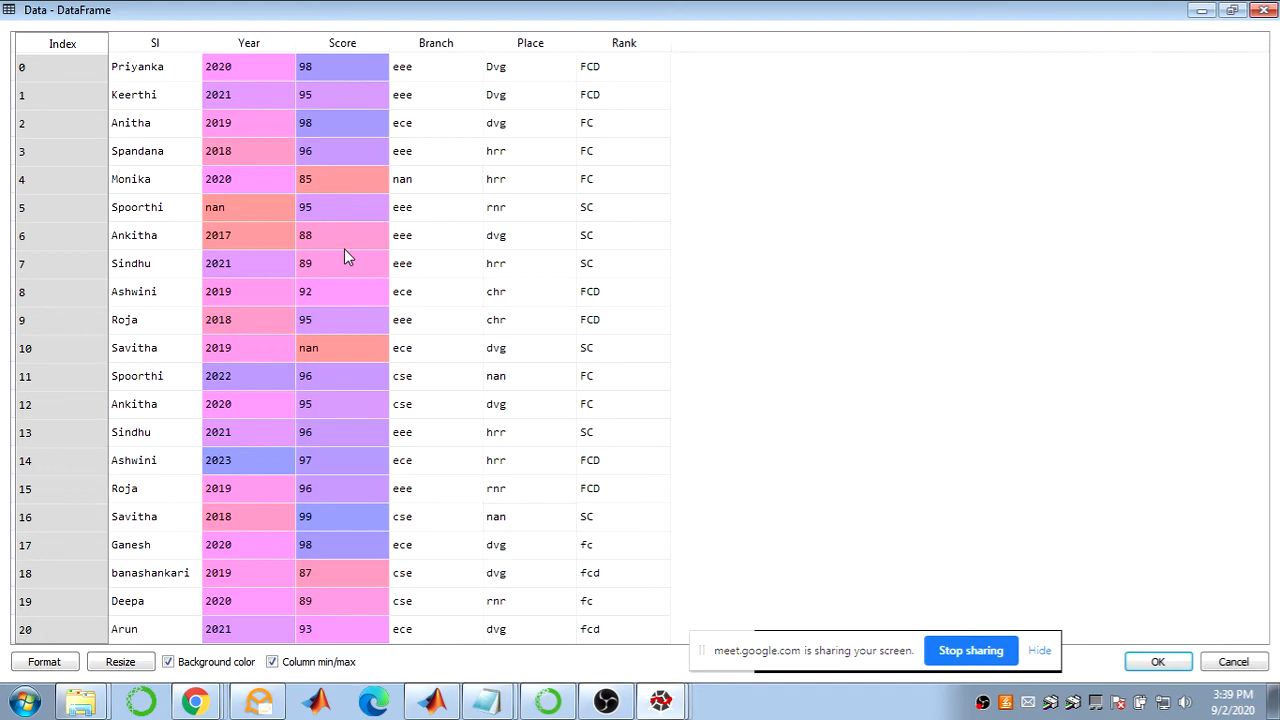 Data - DataFrame
Index SI Year Score Branch Place Rank
0 Priyanka 2020 98 eee Dvg FCD
1 Keerthi 2021 95 eee Dvg FCD
2 Anitha 2019 98 ece dvg FC
3 Spandana 2018 96 eee hrr FC
4 Monika 2020 85 nan hrr FC
5 Spoorthi nan 95 eee rnr SC
6 Ankitha 2017 88 eee dvg SC
7 Sindhu 2021 89 eee hrr SC
8 Ashwini 2019 92 ece chr FCD
9 Roja 2018 95 eee chr FCD
10 Savitha 2019 nan ece dvg SC
11 Spoorthi 2022 96 cse nan FC
12 Ankitha 2020 95 cse dvg FC
13 Sindhu 2021 96 eee hrr SC
14 Ashwini 2023 97 ece hrr FCD
15 Roja 2019 96 eee rnr FCD
16 Savitha 2018 99 cse nan SC
17 Ganesh 2020 98 ece dvg fc
18 banashankari 2019 87 cse dvg fcd
19 Deepa 2020 89 cse rnr fc
20 Arun 2021 93 ece dvg fcd
meet.google.com is sharing your screen. Stop sharing Hide
Format Resize Background color Column min/max OK Cancel
3:39 PM
9/2/2020